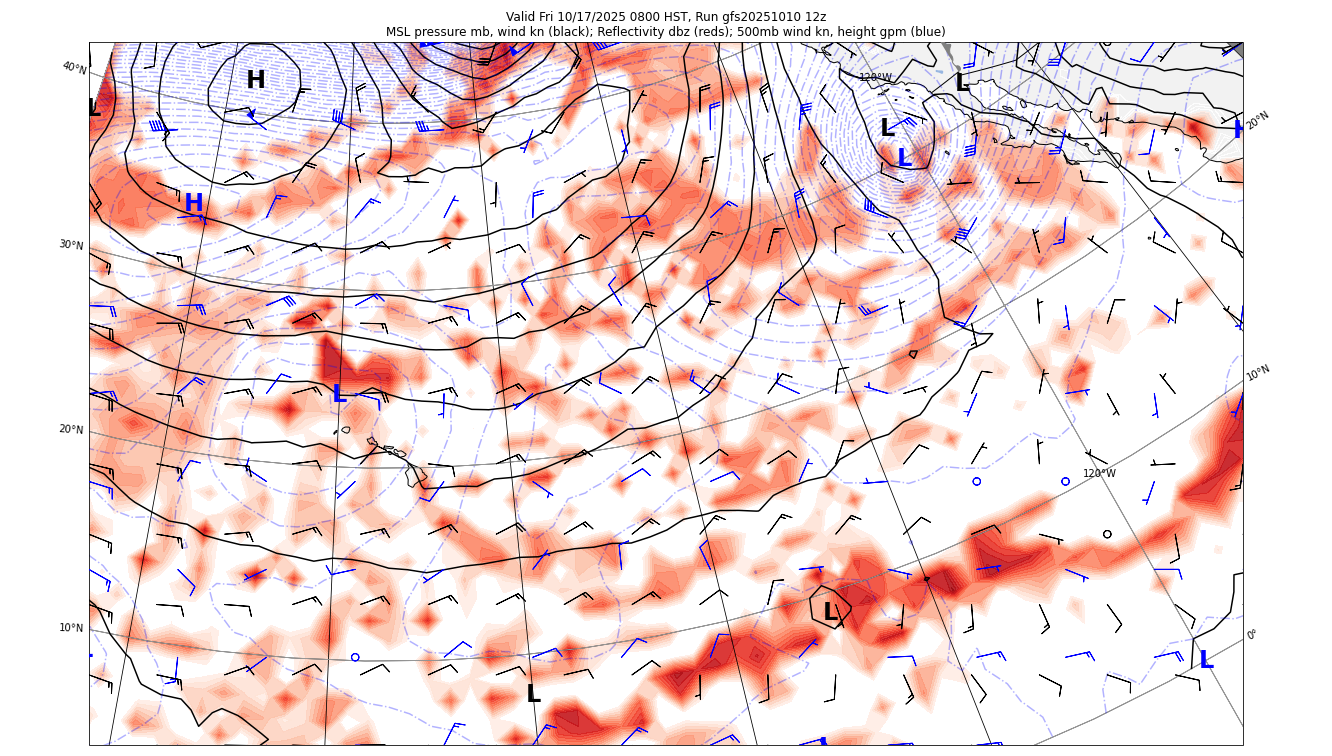 Valid Fri 10/17/2025 0800 HST, Run gfs20251010 12z
MSL pressure mb, wind kn (black); Reflectivity dbz (reds); 500mb wind kn, height gpm (blue)
40°N
120°W
H
L
L
L
20°N
H
L
H
30°N
10°N
L
20°N
120°W
10°N
L
0°
L
L